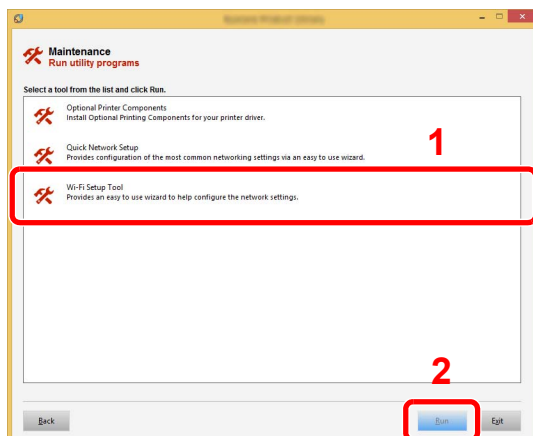 Maintenance
Run utility programs
Select a tool from the list and click Run.
Optional Printer Components
Install Optional Printing Components for your printer driver.
1
Quick Network Setup
Provides configuration of the most common networking settings via an easy to use wizard.
Wi-Fi Setup Tool
Provides an easy to use wizard to help configure the network settings.
2
Back
Run
Exit